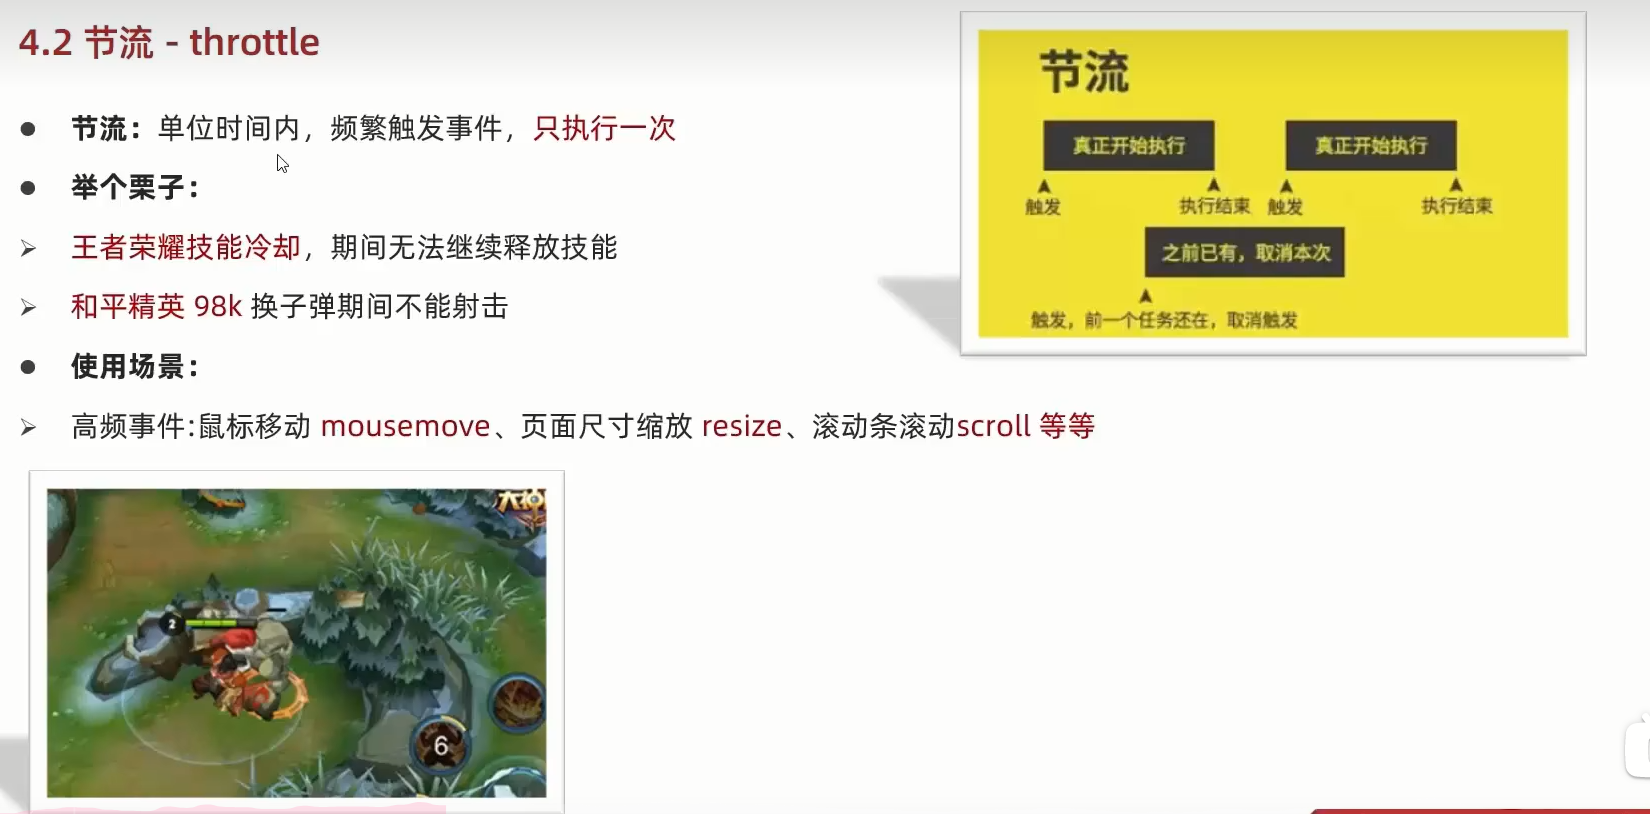 4.2 节流 - throttle
节流：单位时间内，频繁触发事件，只执行一次
举个栗子：
王者荣耀技能冷却，期间无法继续释放技能
和平精英 98k 换子弹期间不能射击
使用场景：
高频事件:鼠标移动 mousemove、页面尺寸缩放 resize、滚动条滚动scroll 等等
节流
真正开始执行 真正开始执行
触发 执行结束 触发 执行结束
之前已有，取消本次
触发，前一个任务还在，取消触发
大神
2
6